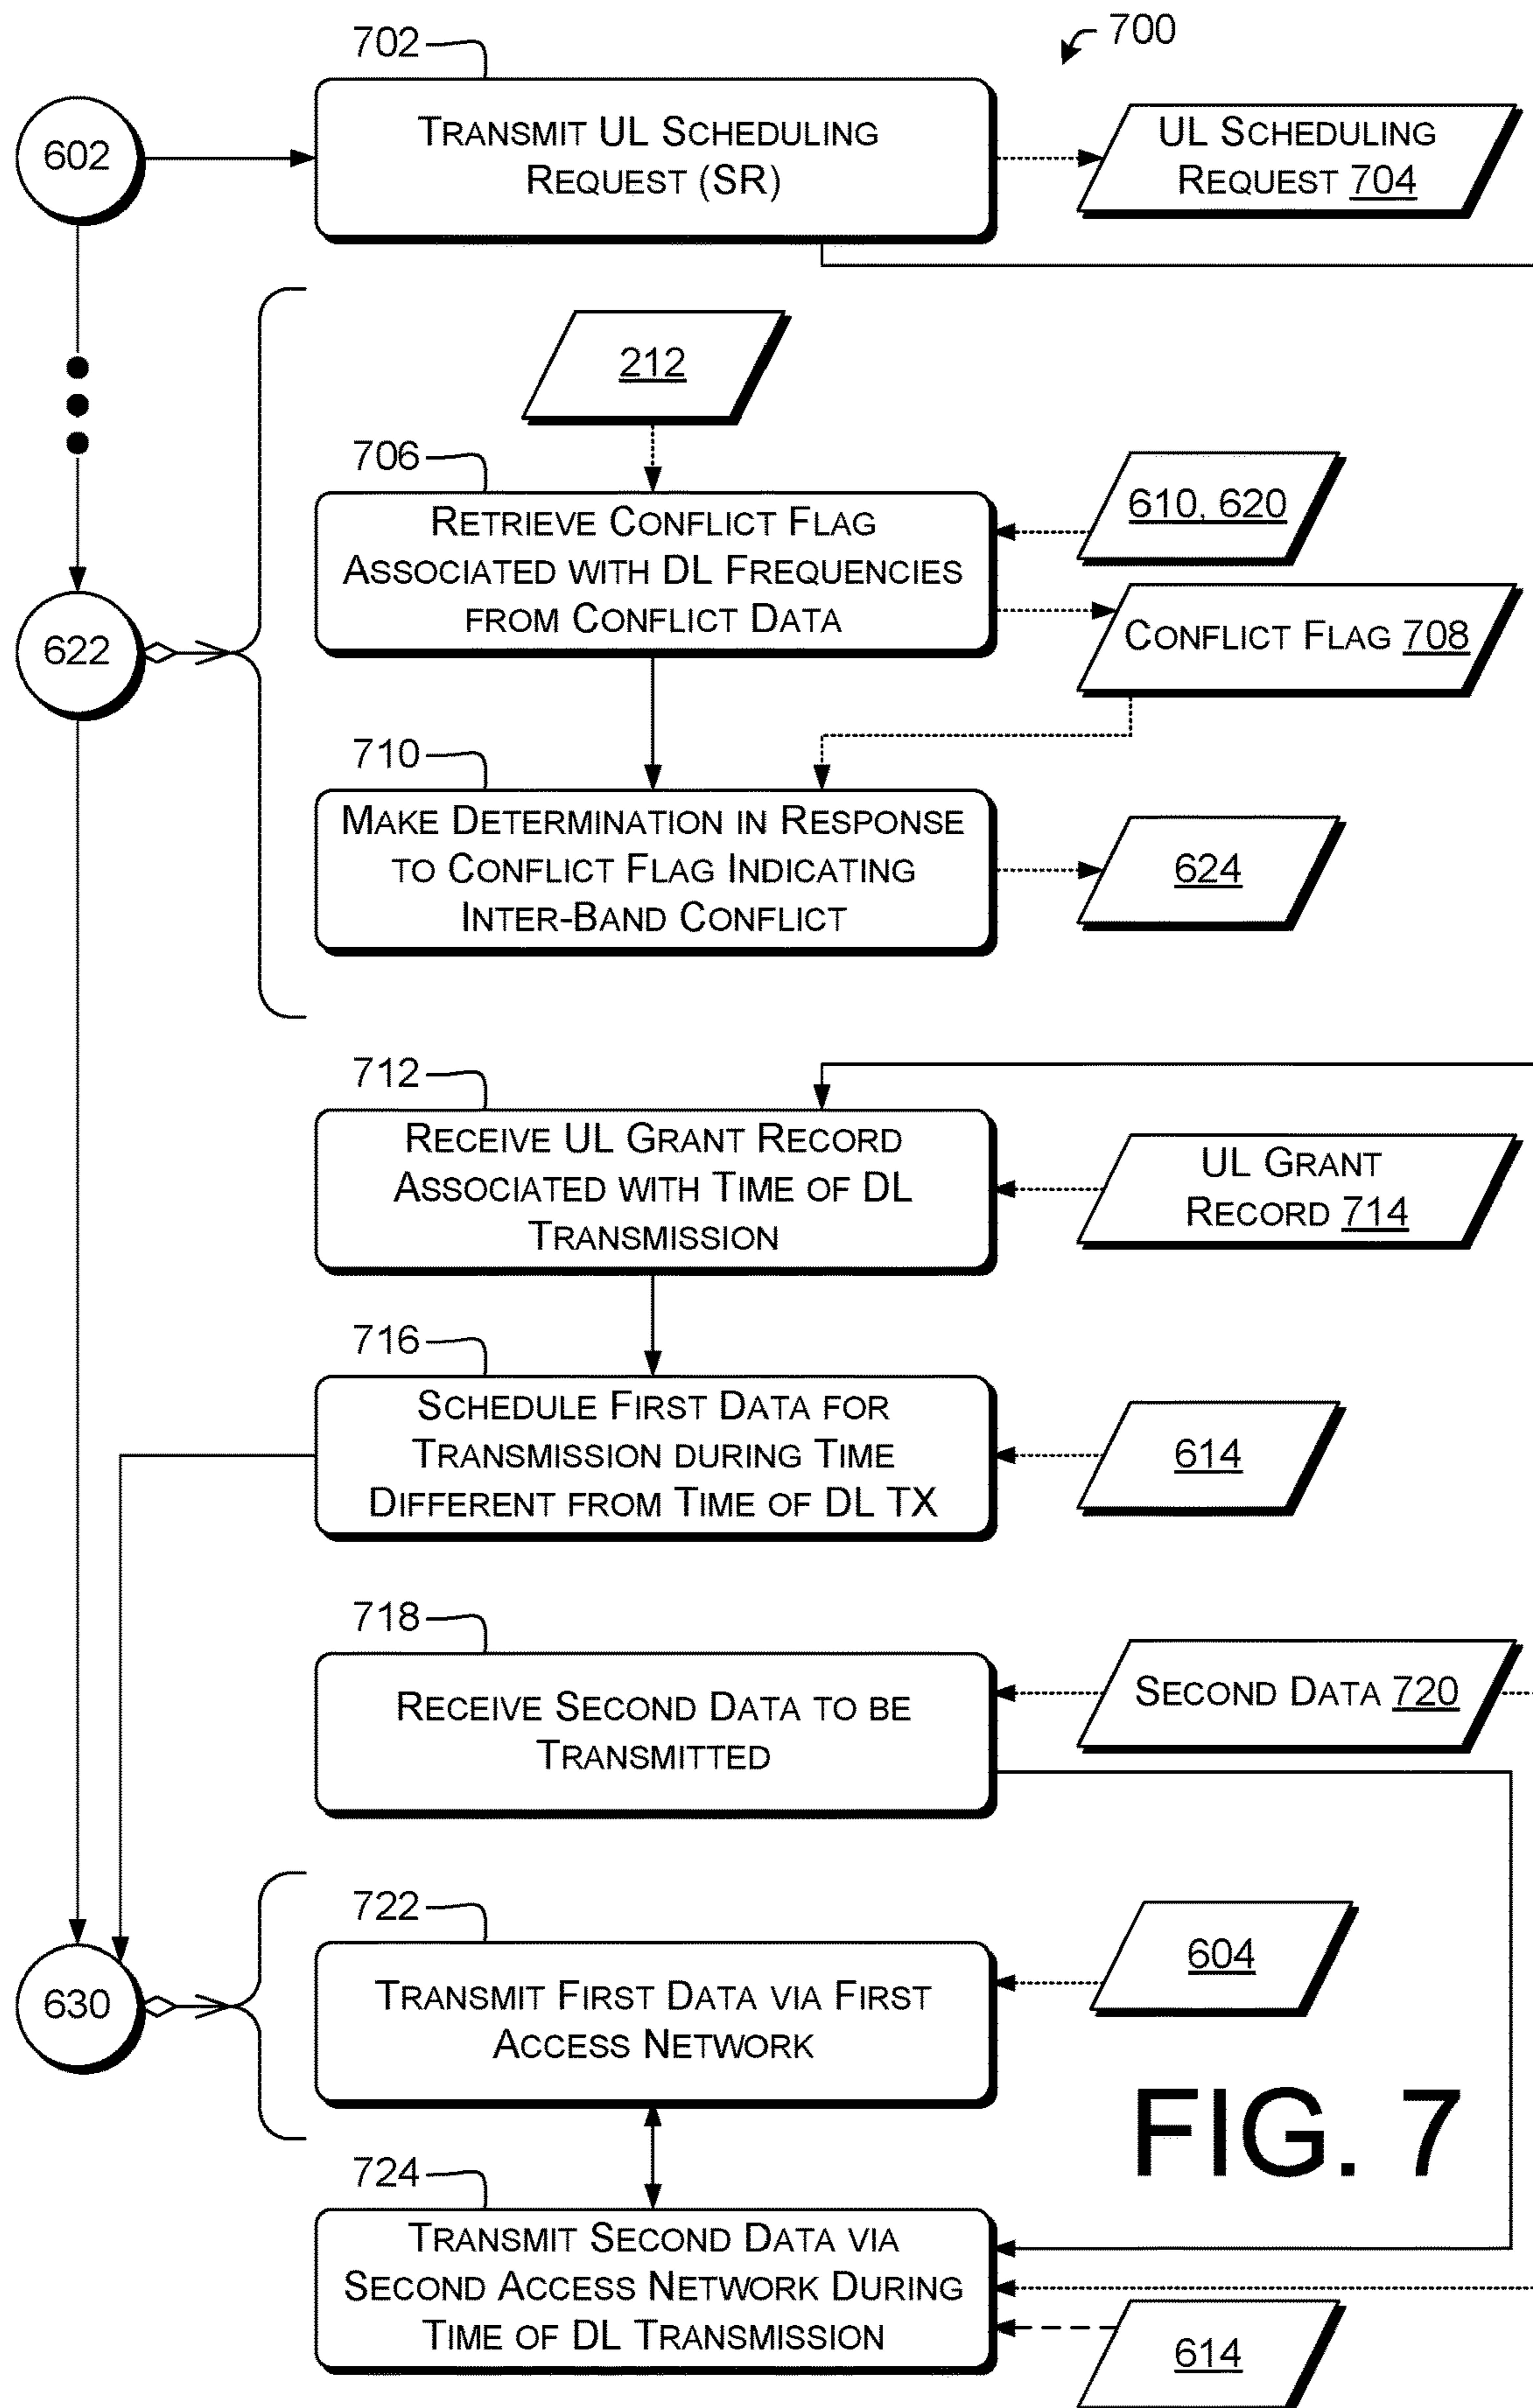 702
700
602
TRANSMIT UL SCHEDULING
REQUEST (SR)
UL SCHEDULING
REQUEST 704
212
706
RETRIEVE CONFLICT FLAG
ASSOCIATED WITH DL FREQUENCIES
FROM CONFLICT DATA
610, 620
622
CONFLICT FLAG 708
710
MAKE DETERMINATION IN RESPONSE
TO CONFLICT FLAG INDICATING
INTER-BAND CONFLICT
624
712
RECEIVE UL GRANT RECORD
ASSOCIATED WITH TIME OF DL
TRANSMISSION
UL GRANT
RECORD 714
716
SCHEDULE FIRST DATA FOR
TRANSMISSION DURING TIME
DIFFERENT FROM TIME OF DL TX
614
718
RECEIVE SECOND DATA TO BE
TRANSMITTED
SECOND DATA 720
722
630
TRANSMIT FIRST DATA VIA FIRST
ACCESS NETWORK
604
FIG. 7
724
TRANSMIT SECOND DATA VIA
SECOND ACCESS NETWORK DURING
TIME OF DL TRANSMISSION
614